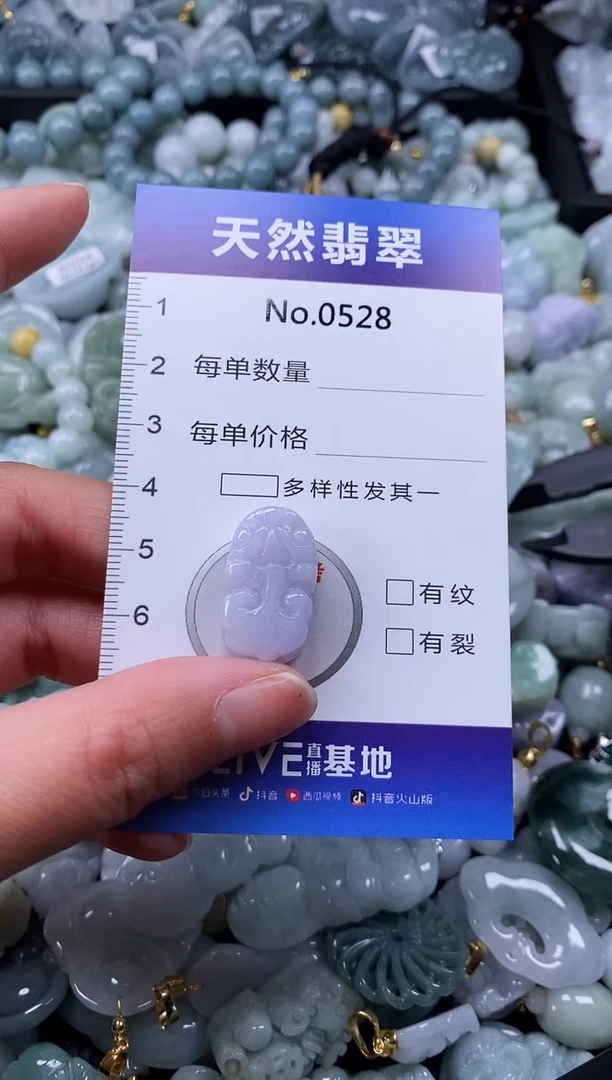 天然翡翠
No.0528
1
2
3
4
5
6
每单数量
每单价格
多样性发其一
有纹
有裂
LIVE直播基地
今日头条 抖音 西瓜视频 抖音火山版